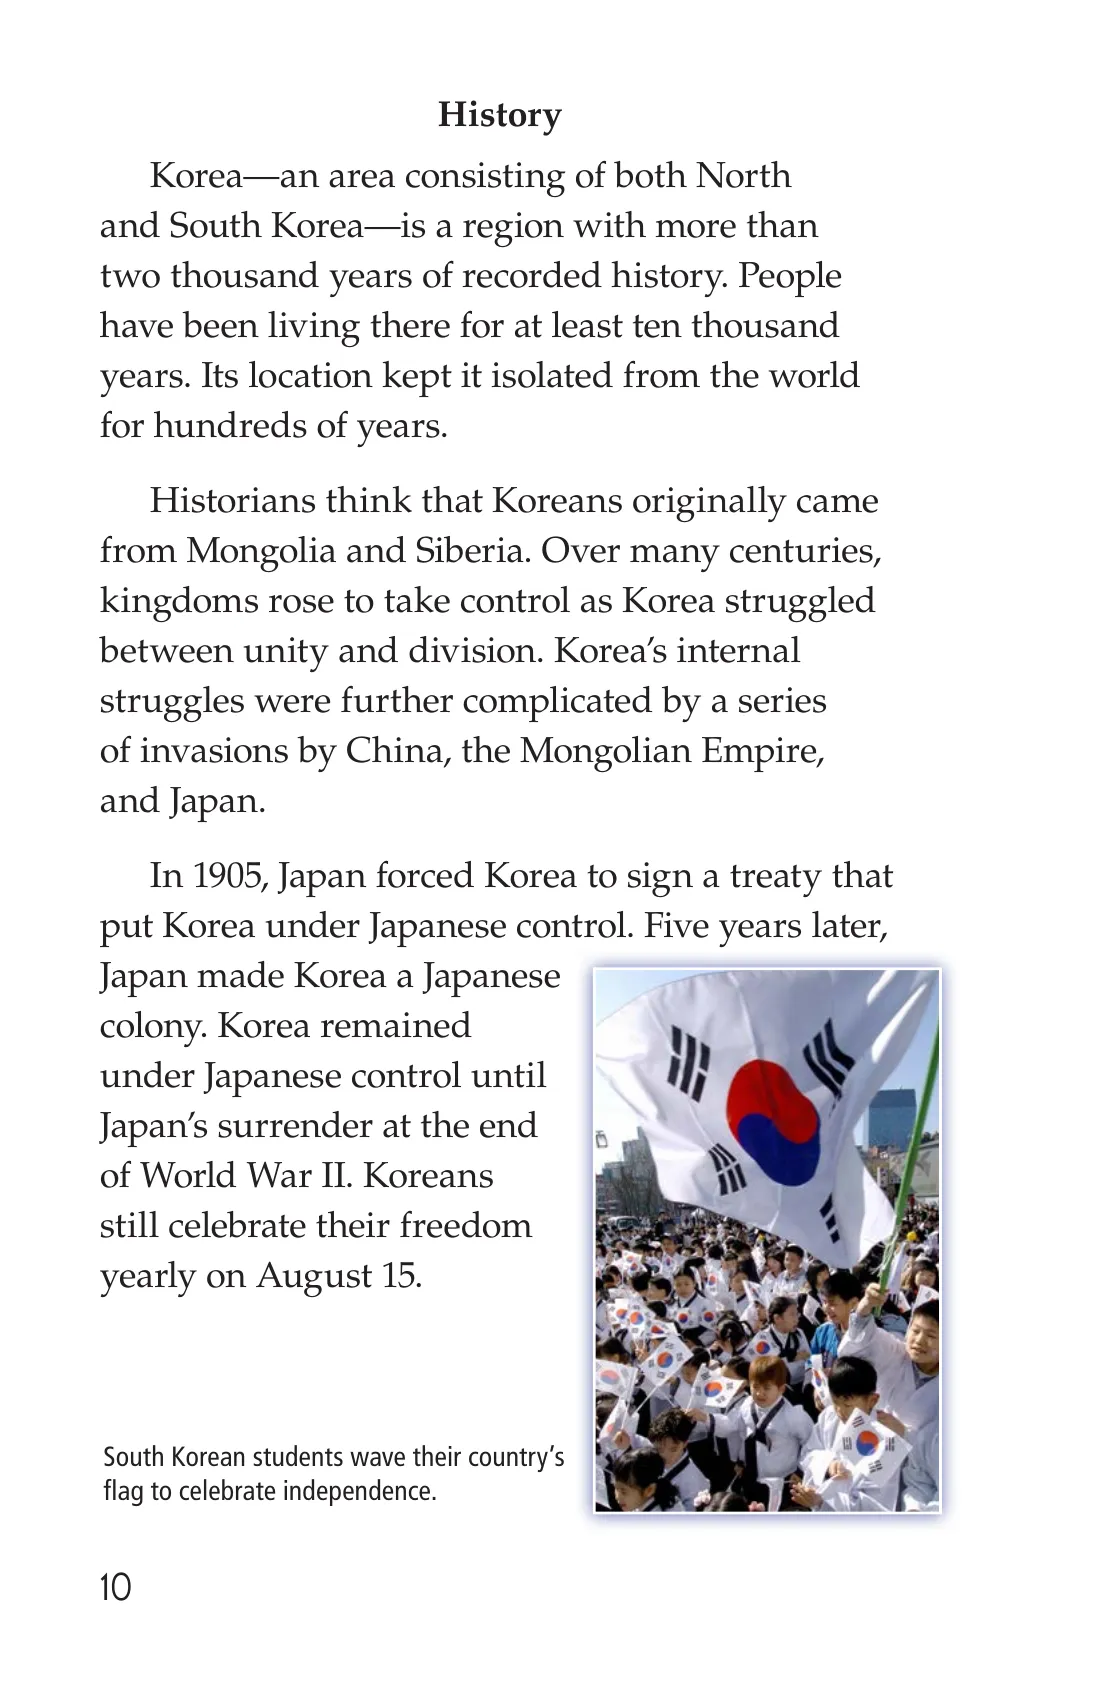 History
Korea—an area consisting of both North
and South Korea—is a region with more than
two thousand years of recorded history. People
have been living there for at least ten thousand
years. Its location kept it isolated from the world
for hundreds of years.
Historians think that Koreans originally came
from Mongolia and Siberia. Over many centuries,
kingdoms rose to take control as Korea struggled
between unity and division. Korea’s internal
struggles were further complicated by a series
of invasions by China, the Mongolian Empire,
and Japan.
In 1905, Japan forced Korea to sign a treaty that
put Korea under Japanese control. Five years later,
Japan made Korea a Japanese
colony. Korea remained
under Japanese control until
Japan’s surrender at the end
of World War II. Koreans
still celebrate their freedom
yearly on August 15.
South Korean students wave their country’s
flag to celebrate independence.
10